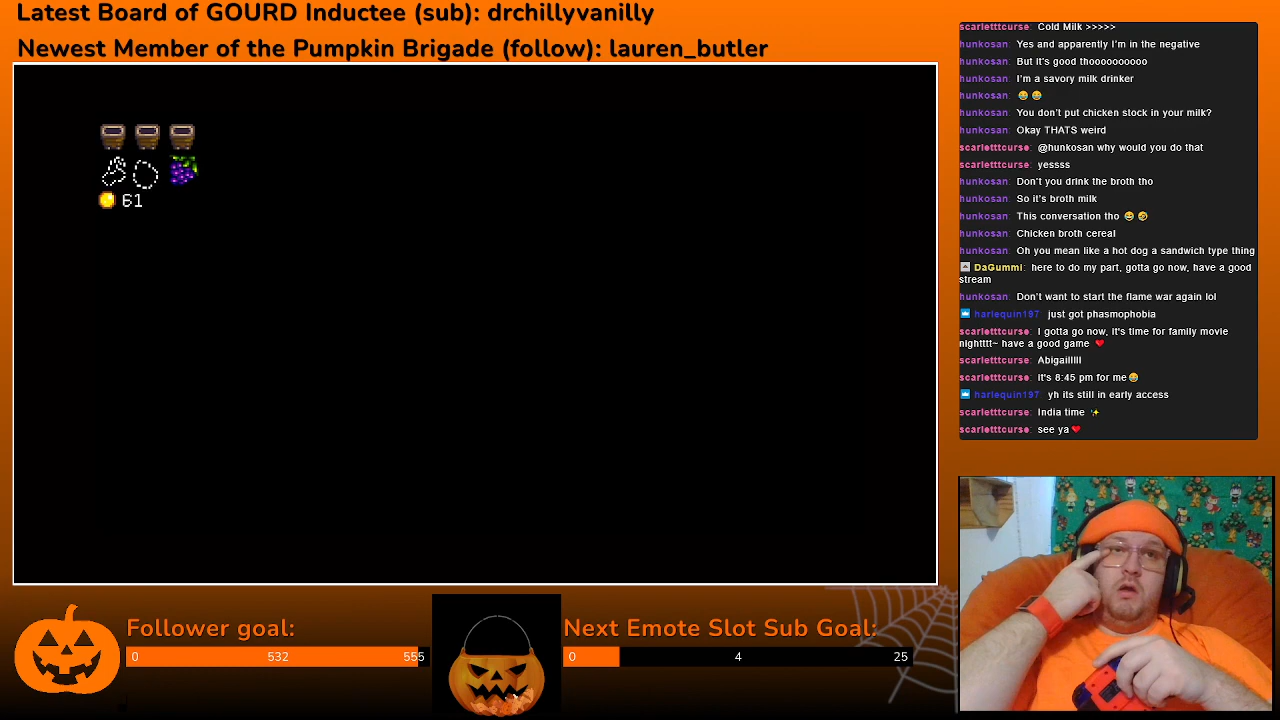 Latest Board of GOURD Inductee (sub): drchillyvanilly
Newest Member of the Pumpkin Brigade (follow): lauren_butler
61
scarletttcurse: Cold Milk >>>>>
hunkosan: Yes and apparently I'm in the negative
hunkosan: But it's good thoooooooooo
hunkosan: I'm a savory milk drinker
hunkosan: 😂 😂
hunkosan: You don't put chicken stock in your milk?
hunkosan: Okay THATS weird
scarletttcurse: @hunkosan why would you do that
scarletttcurse: yessss
hunkosan: Don't you drink the broth tho
hunkosan: So it's broth milk
hunkosan: This conversation tho 😂 🤣
hunkosan: Chicken broth cereal
hunkosan: Oh you mean like a hot dog a sandwich type thing
DaGummi: here to do my part, gotta go now, have a good
stream
hunkosan: Don't want to start the flame war again lol
harlequin197: just got phasmophobia
scarletttcurse: I gotta go now, It's time for family movie
nightttt~ have a good game ❤️
scarletttcurse: Abigailllll
scarletttcurse: It's 8:45 pm for me😂
harlequin197: yh its still in early access
scarletttcurse: India time ✨
scarletttcurse: see ya❤️
Follower goal:
0 532 555
Next Emote Slot Sub Goal:
0 4 25